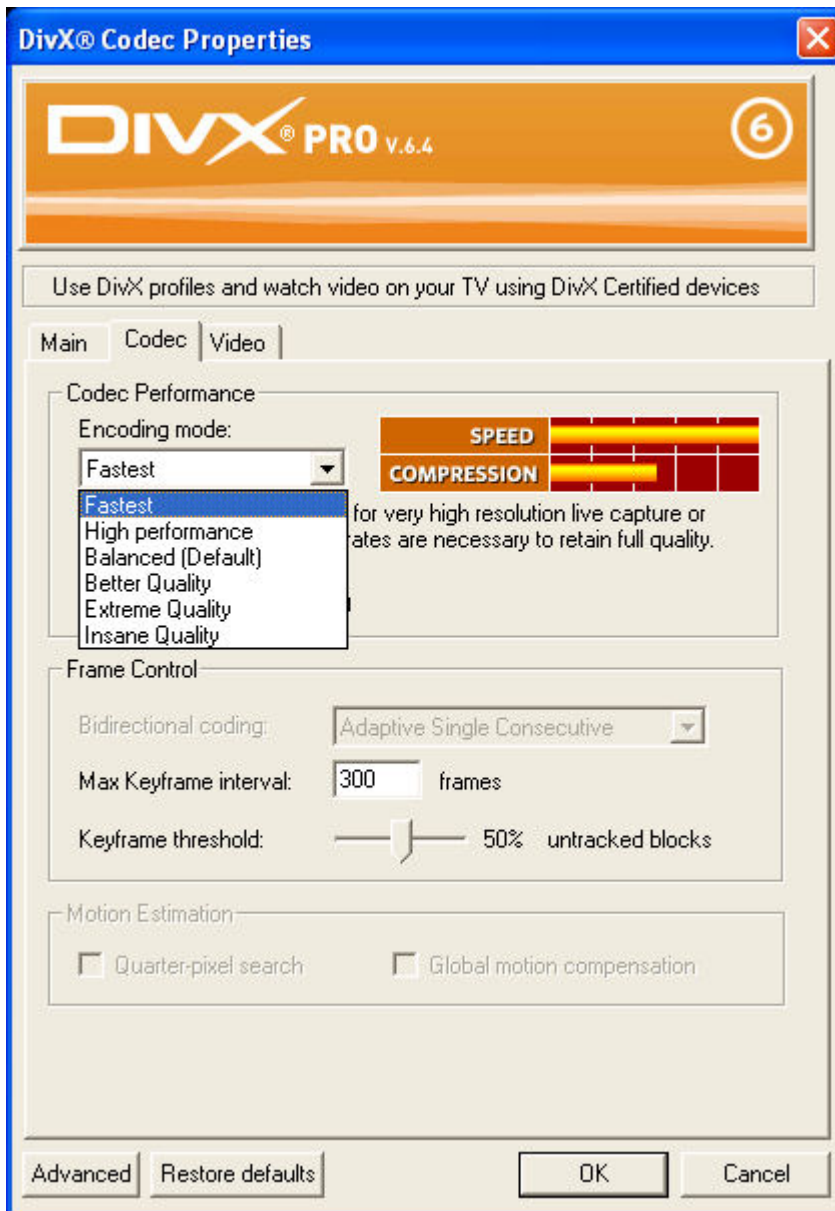 DivX® Codec Properties
DIVX® PRO V.6.4
6
Use DivX profiles and watch video on your TV using DivX Certified devices
Main Codec Video
Codec Performance
Encoding mode:
Fastest
SPEED
COMPRESSION
Fastest
High performance
Balanced (Default)
Better Quality
Extreme Quality
Insane Quality
for very high resolution live capture or
rates are necessary to retain full quality.
Frame Control
Bidirectional coding: Adaptive Single Consecutive
Max Keyframe interval: 300 frames
Keyframe threshold: 50% untracked blocks
Motion Estimation
Quarter-pixel search Global motion compensation
Advanced Restore defaults OK Cancel